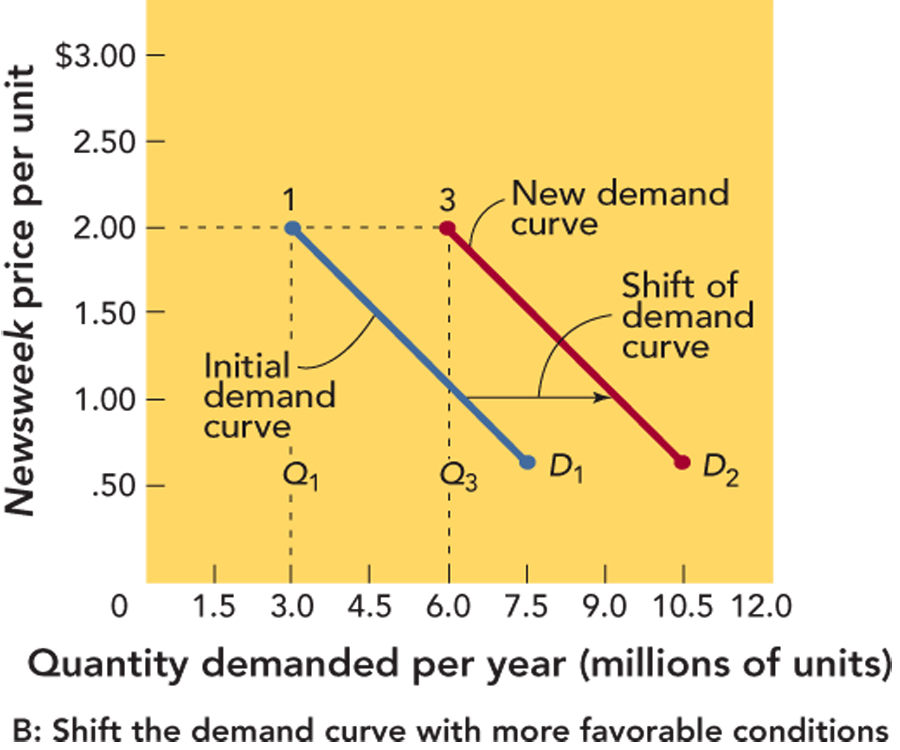 Newsweek price per unit
$3.00
2.50
2.00
1.50
1.00
.50
1
3
New demand
curve
Shift of
demand
curve
Initial
demand
curve
Q1
Q3
D1
D2
0 1.5 3.0 4.5 6.0 7.5 9.0 10.5 12.0
Quantity demanded per year (millions of units)
B: Shift the demand curve with more favorable conditions